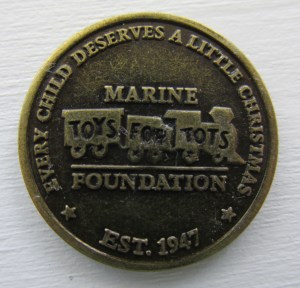 EVERY CHILD DESERVES A LITTLE CHRISTMAS
MARINE
TOYS FOR TOTS
FOUNDATION
EST. 1947